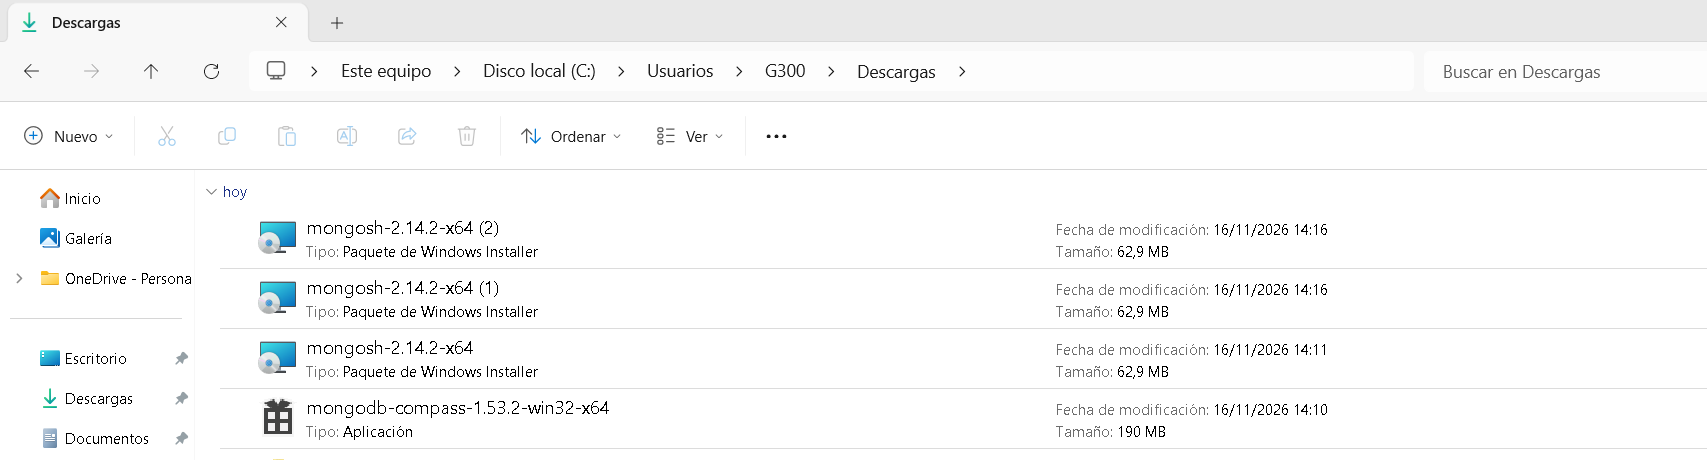 Descargas
Este equipo > Disco local (C:) > Usuarios > G300 > Descargas >
Buscar en Descargas
Nuevo
Ordenar
Ver
Inicio
Galería
OneDrive - Persona
Escritorio
Descargas
Documentos
hoy
mongosh-2.14.2-x64 (2)
Fecha de modificación: 16/11/2026 14:16
Tipo: Paquete de Windows Installer
Tamaño: 62,9 MB
mongosh-2.14.2-x64 (1)
Fecha de modificación: 16/11/2026 14:16
Tipo: Paquete de Windows Installer
Tamaño: 62,9 MB
mongosh-2.14.2-x64
Fecha de modificación: 16/11/2026 14:11
Tipo: Paquete de Windows Installer
Tamaño: 62,9 MB
mongodb-compass-1.53.2-win32-x64
Fecha de modificación: 16/11/2026 14:10
Tipo: Aplicación
Tamaño: 190 MB